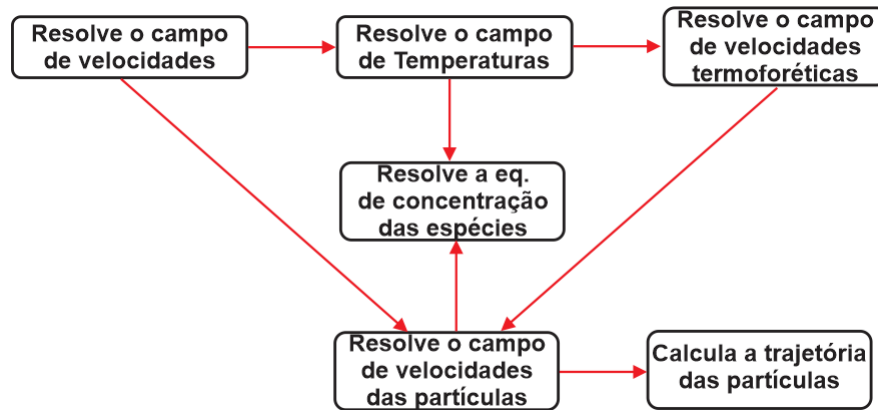 Resolve o campo
de velocidades
Resolve o campo
de Temperaturas
Resolve o campo
de velocidades
termoforéticas
Resolve a eq.
de concentração
das espécies
Resolve o campo
de velocidades
das partículas
Calcula a trajetória
das partículas